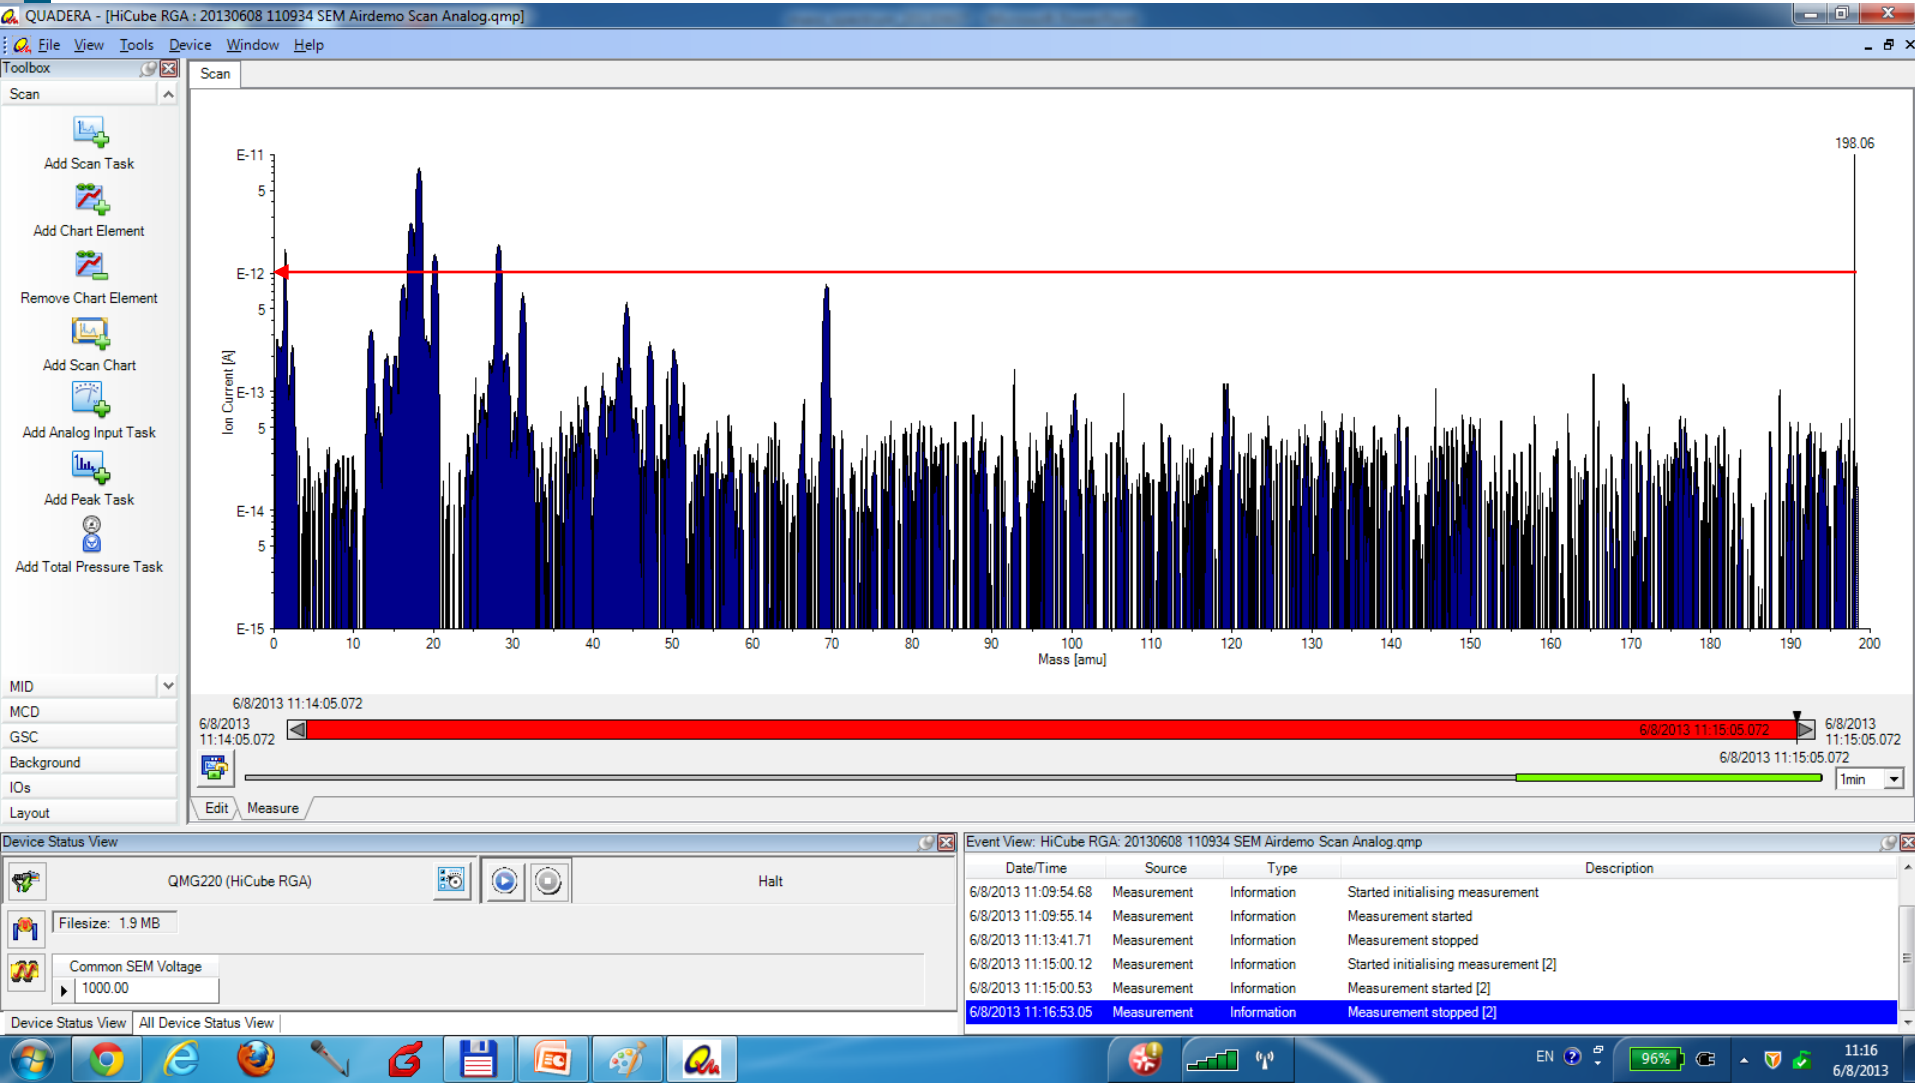 QUADERA - [HiCube RGA : 20130608 110934 SEM Airdemo Scan Analog.qmp]
File View Tools Device Window Help
Toolbox
Scan
Add Scan Task
Add Chart Element
Remove Chart Element
Add Scan Chart
Add Analog Input Task
Add Peak Task
Add Total Pressure Task
MID
MCD
GSC
Background
IOs
Layout
Scan
198.06
E-11
5
E-12
5
E-13
5
E-14
5
E-15
Ion Current [A]
0 10 20 30 40 50 60 70 80 90 100 110 120 130 140 150 160 170 180 190 200
Mass [amu]
6/8/2013 11:14:05.072
6/8/2013
11:14:05.072
6/8/2013 11:15:05.072
6/8/2013
11:15:05.072
6/8/2013 11:15:05.072
1min
Edit Measure
Device Status View
QMG220 (HiCube RGA)
Halt
Filesize: 1.9 MB
Common SEM Voltage
1000.00
Device Status View All Device Status View
Event View: HiCube RGA: 20130608 110934 SEM Airdemo Scan Analog.qmp
Date/Time Source Type Description
6/8/2013 11:09:54.68 Measurement Information Started initialising measurement
6/8/2013 11:09:55.14 Measurement Information Measurement started
6/8/2013 11:13:41.71 Measurement Information Measurement stopped
6/8/2013 11:15:00.12 Measurement Information Started initialising measurement [2]
6/8/2013 11:15:00.53 Measurement Information Measurement started [2]
6/8/2013 11:16:53.05 Measurement Information Measurement stopped [2]
EN
96%
11:16
6/8/2013